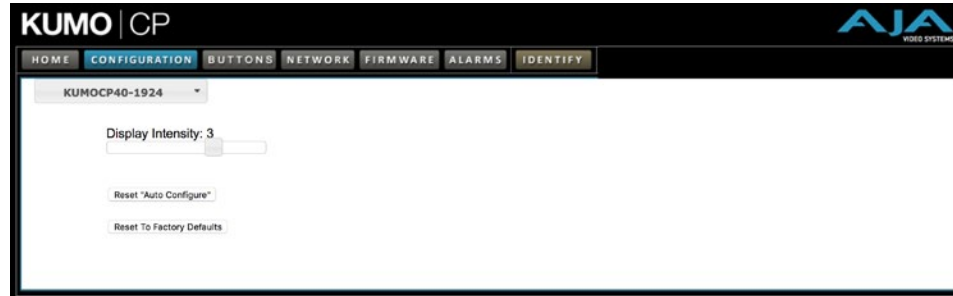 KUMO | CP
AJA
VIDEO SYSTEMS
HOME CONFIGURATION BUTTONS NETWORK FIRMWARE ALARMS IDENTIFY
KUMOCP40-1924
Display Intensity: 3
Reset "Auto Configure"
Reset To Factory Defaults